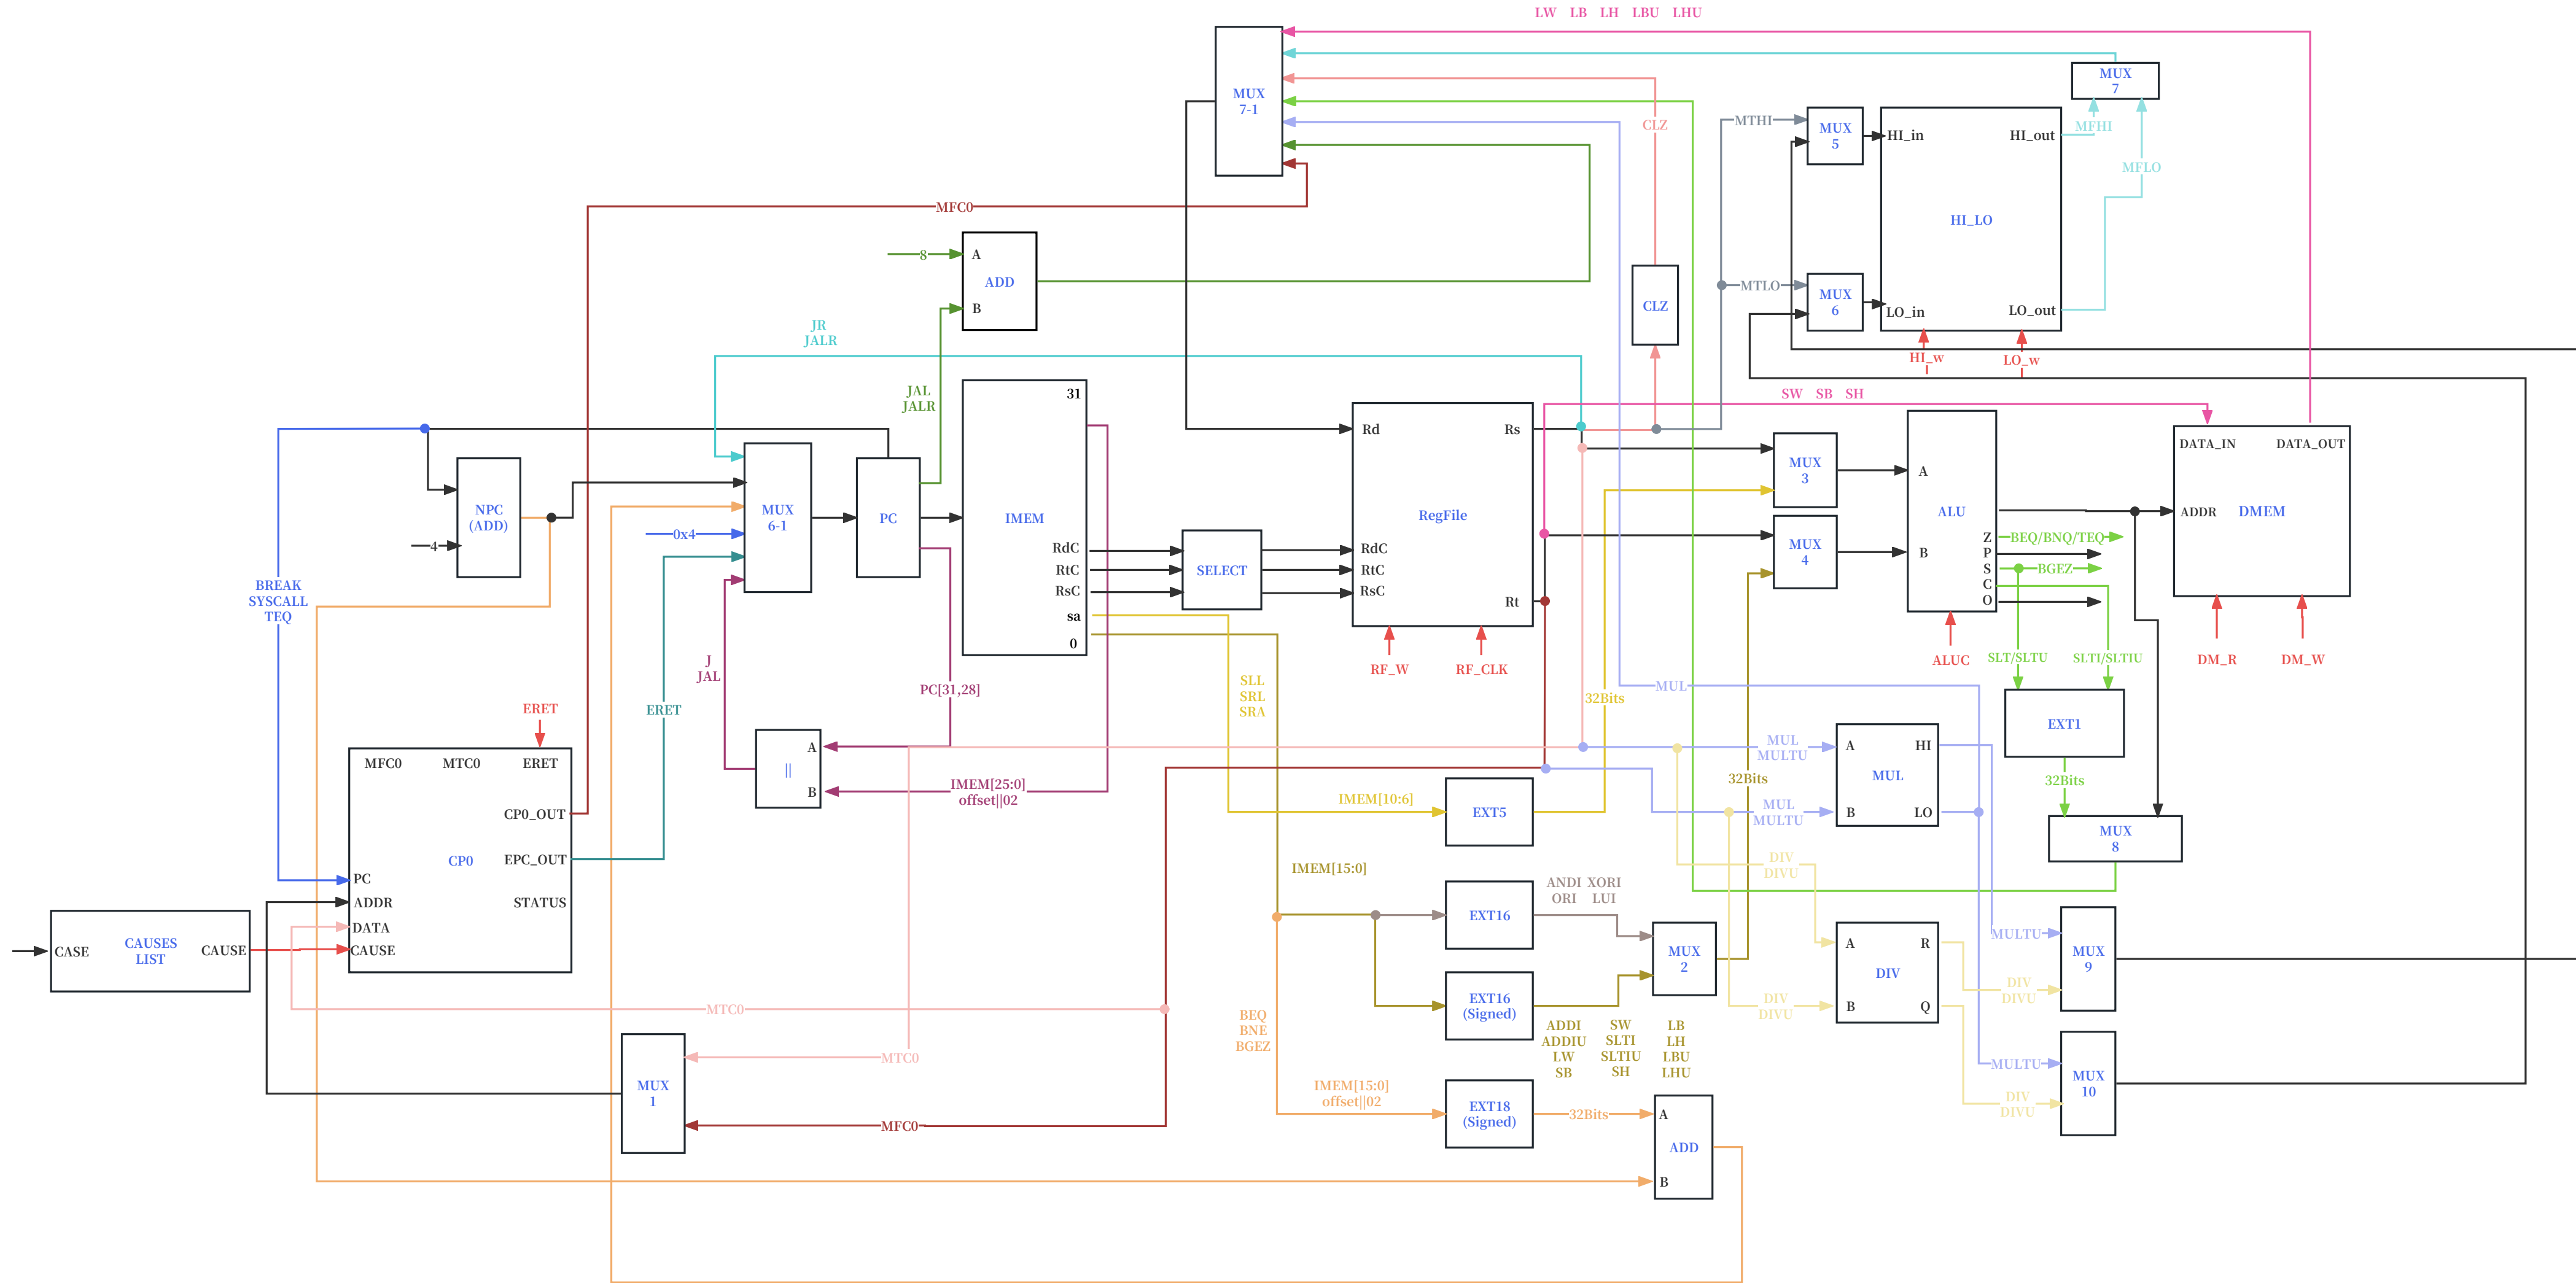 LW LB LH LBU LHU
MUX
7-1
MUX
7
CLZ
MTHI
MUX
5
HI_in
HI_out
MFHI
MFLO
MFC0
HI_LO
8
A
ADD
B
MTLO
MUX
6
LO_in
LO_out
CLZ
JR
JALR
HI_w
LO_w
JAL
JALR
31
SW SB SH
Rd
Rs
DATA_IN
DATA_OUT
MUX
3
A
NPC
(ADD)
4
MUX
6-1
0x4
PC
IMEM
RegFile
ALU
ADDR
DMEM
MUX
4
B
Z
P
S
C
O
BEQ/BNQ/TEQ
BGEZ
RdC
RtC
RsC
sa
0
SELECT
RdC
RtC
RsC
Rt
BREAK
SYSCALL
TEQ
RF_W
RF_CLK
ALUC
SLT/SLTU
SLTI/SLTIU
DM_R
DM_W
J
JAL
PC[31,28]
SLL
SRL
SRA
32Bits
MUL
ERET
ERET
EXT1
MFC0
MTC0
ERET
A
||
B
IMEM[25:0]
offset||02
MUL
MULTU
A
HI
MUL
B
LO
32Bits
32Bits
IMEM[10:6]
EXT5
MUL
MULTU
CP0_OUT
CP0
EPC_OUT
PC
ADDR
STATUS
DATA
CAUSE
MUX
8
IMEM[15:0]
DIV
DIVU
ANDI XORI
ORI LUI
EXT16
CASE
CAUSES
LIST
CAUSE
MUX
2
A
R
DIV
B
Q
MULTU
MUX
9
DIV
DIVU
EXT16
(Signed)
DIV
DIVU
MTC0
BEQ
BNE
BGEZ
ADDI
ADDIU
LW
SB
SW
SLTI
SLTIU
SH
LB
LH
LBU
LHU
MTC0
MULTU
MUX
10
DIV
DIVU
MUX
1
IMEM[15:0]
offset||02
EXT18
(Signed)
32Bits
A
ADD
B
MFC0